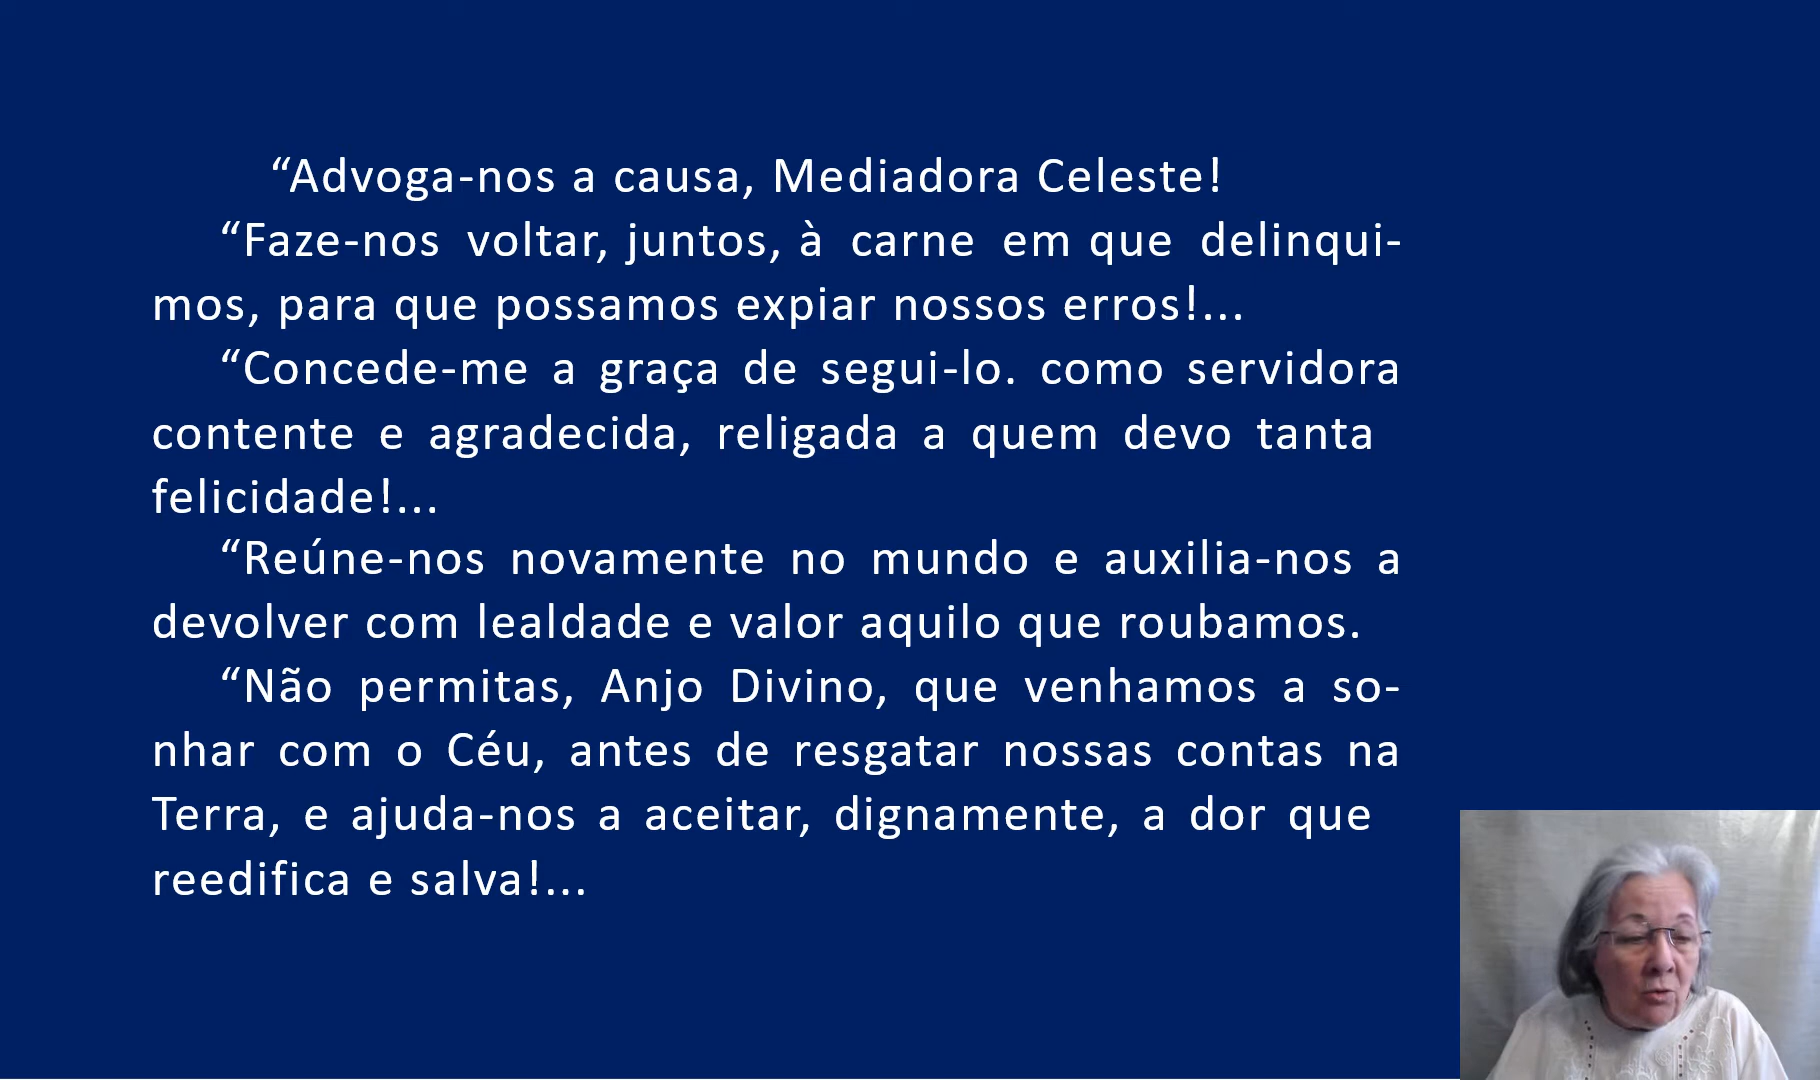 “Advoga-nos a causa, Mediadora Celeste!
“Faze-nos voltar, juntos, à carne em que delinqui-
mos, para que possamos expiar nossos erros!...
“Concede-me a graça de segui-lo. como servidora
contente e agradecida, religada a quem devo tanta
felicidade!...
“Reúne-nos novamente no mundo e auxilia-nos a
devolver com lealdade e valor aquilo que roubamos.
“Não permitas, Anjo Divino, que venhamos a so-
nhar com o Céu, antes de resgatar nossas contas na
Terra, e ajuda-nos a aceitar, dignamente, a dor que
reedifica e salva!...